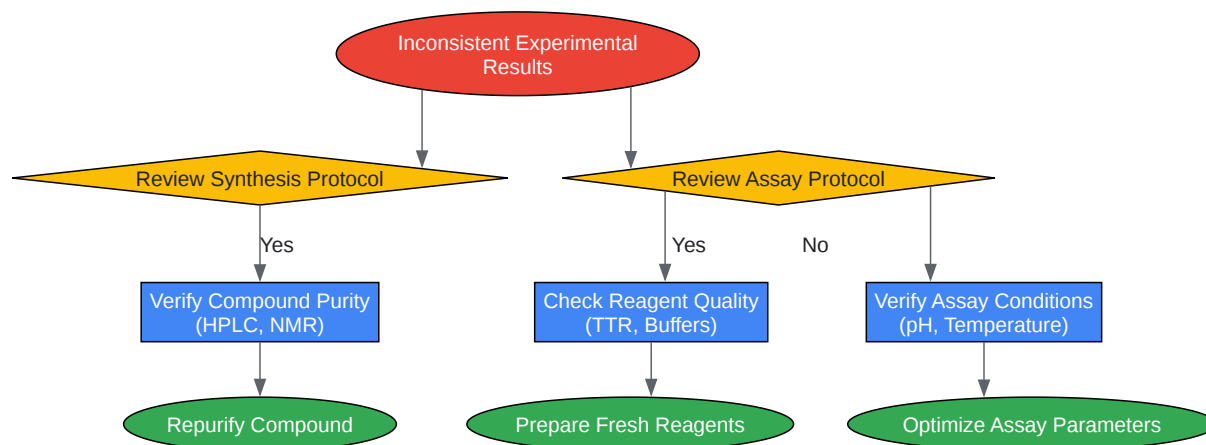 Inconsistent Experimental
Results
Review Synthesis Protocol
Review Assay Protocol
Yes
Yes
No
Verify Compound Purity
(HPLC, NMR)
Check Reagent Quality
(TTR, Buffers)
Verify Assay Conditions
(pH, Temperature)
Repurify Compound
Prepare Fresh Reagents
Optimize Assay Parameters